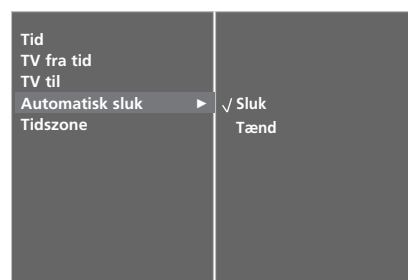 Tid
TV fra tid
TV til
Automatisk sluk ► √ Sluk
Tænd
Tidszone